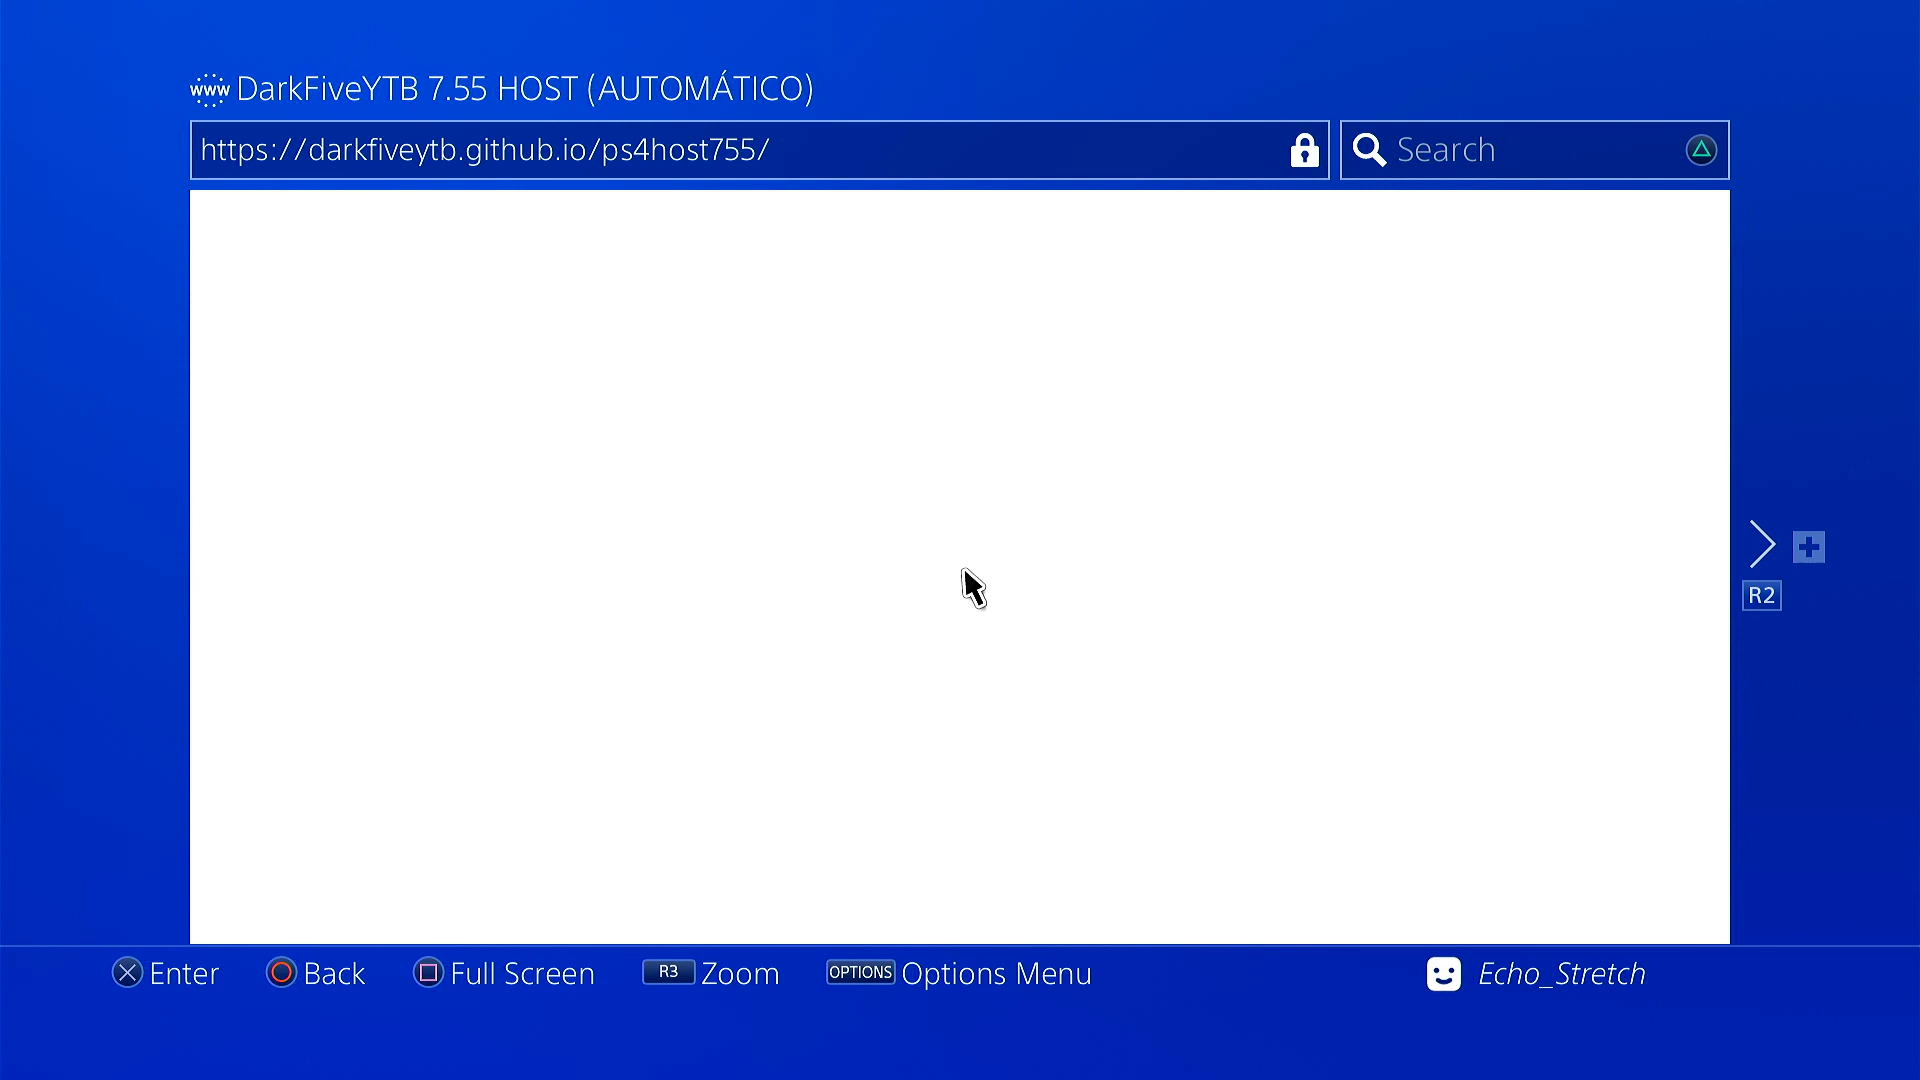 www DarkFiveYTB 7.55 HOST (AUTOMÁTICO)
https://darkfiveytb.github.io/ps4host755/
Search
R2
Enter Back Full Screen R3 Zoom OPTIONS Options Menu Echo_Stretch